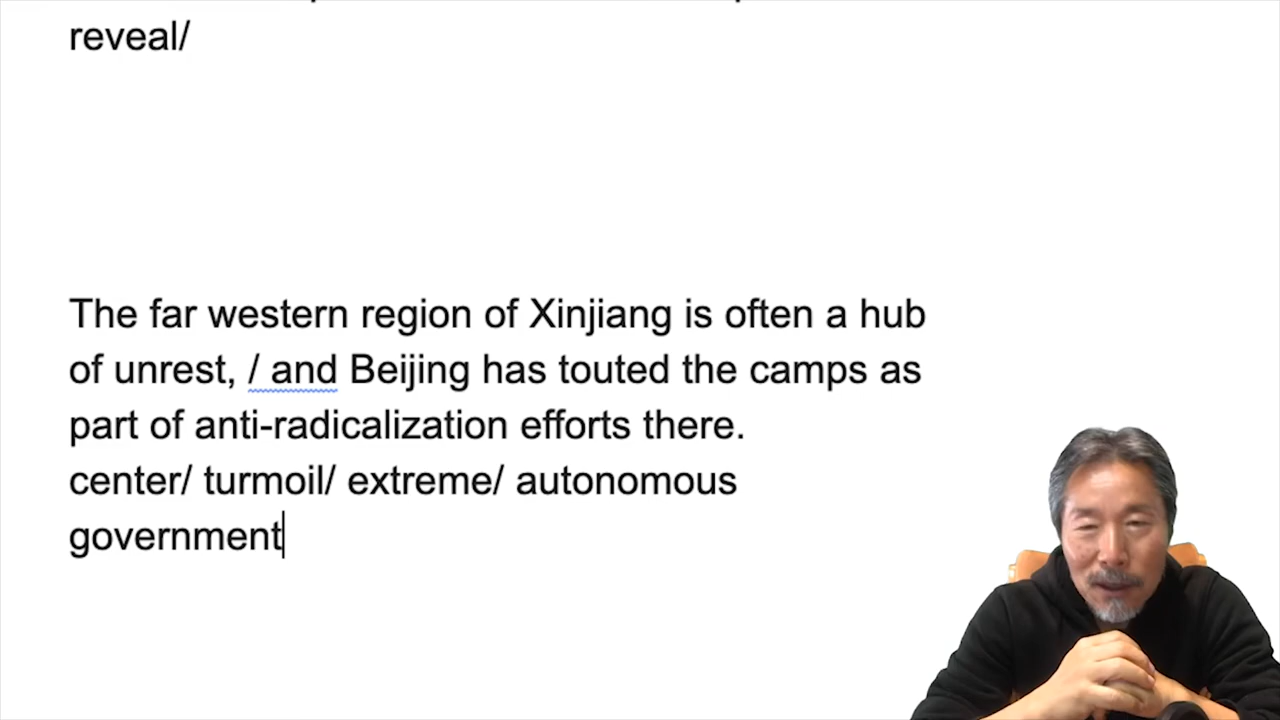 reveal/
The far western region of Xinjiang is often a hub
of unrest, / and Beijing has touted the camps as
part of anti-radicalization efforts there.
center/ turmoil/ extreme/ autonomous
government